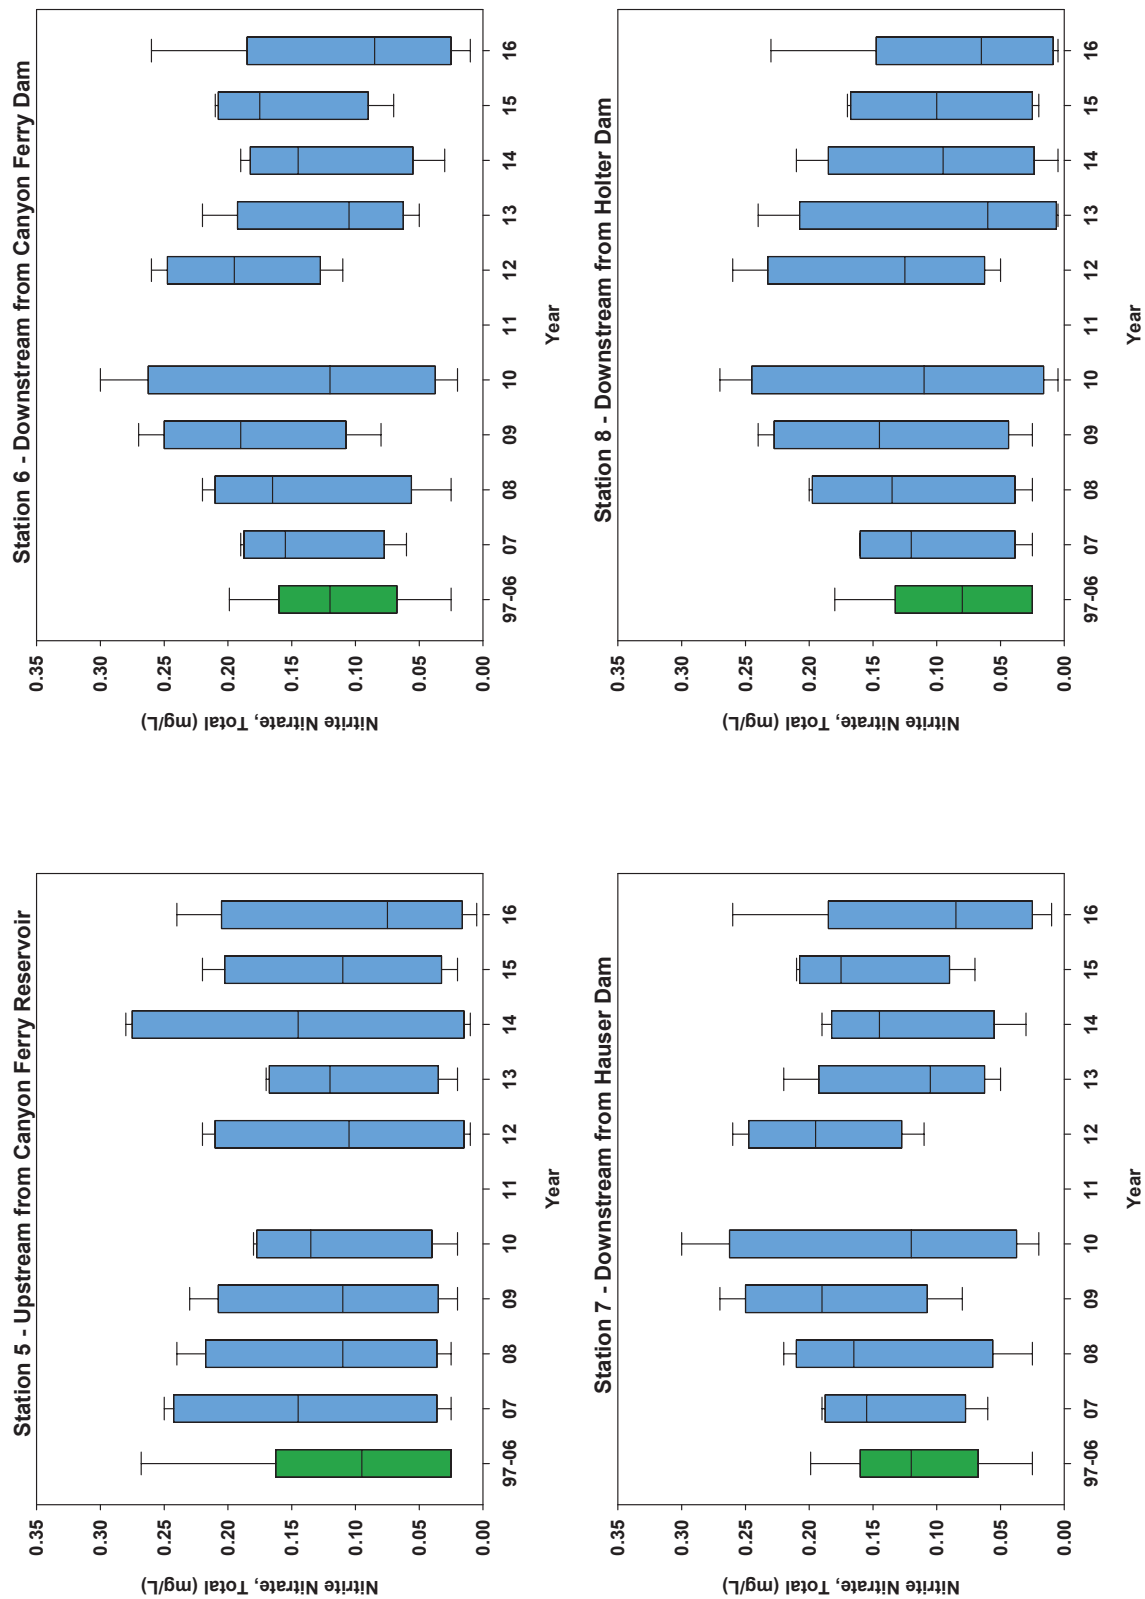 Station 5 - Upstream from Canyon Ferry Reservoir
Nitrite Nitrate, Total (mg/L)
0.35
0.30
0.25
0.20
0.15
0.10
0.05
0.00
97-06 07 08 09 10 11 12 13 14 15 16
Year
Station 6 - Downstream from Canyon Ferry Dam
Nitrite Nitrate, Total (mg/L)
0.35
0.30
0.25
0.20
0.15
0.10
0.05
0.00
97-06 07 08 09 10 11 12 13 14 15 16
Year
Station 7 - Downstream from Hauser Dam
Nitrite Nitrate, Total (mg/L)
0.35
0.30
0.25
0.20
0.15
0.10
0.05
0.00
97-06 07 08 09 10 11 12 13 14 15 16
Year
Station 8 - Downstream from Holter Dam
Nitrite Nitrate, Total (mg/L)
0.35
0.30
0.25
0.20
0.15
0.10
0.05
0.00
97-06 07 08 09 10 11 12 13 14 15 16
Year